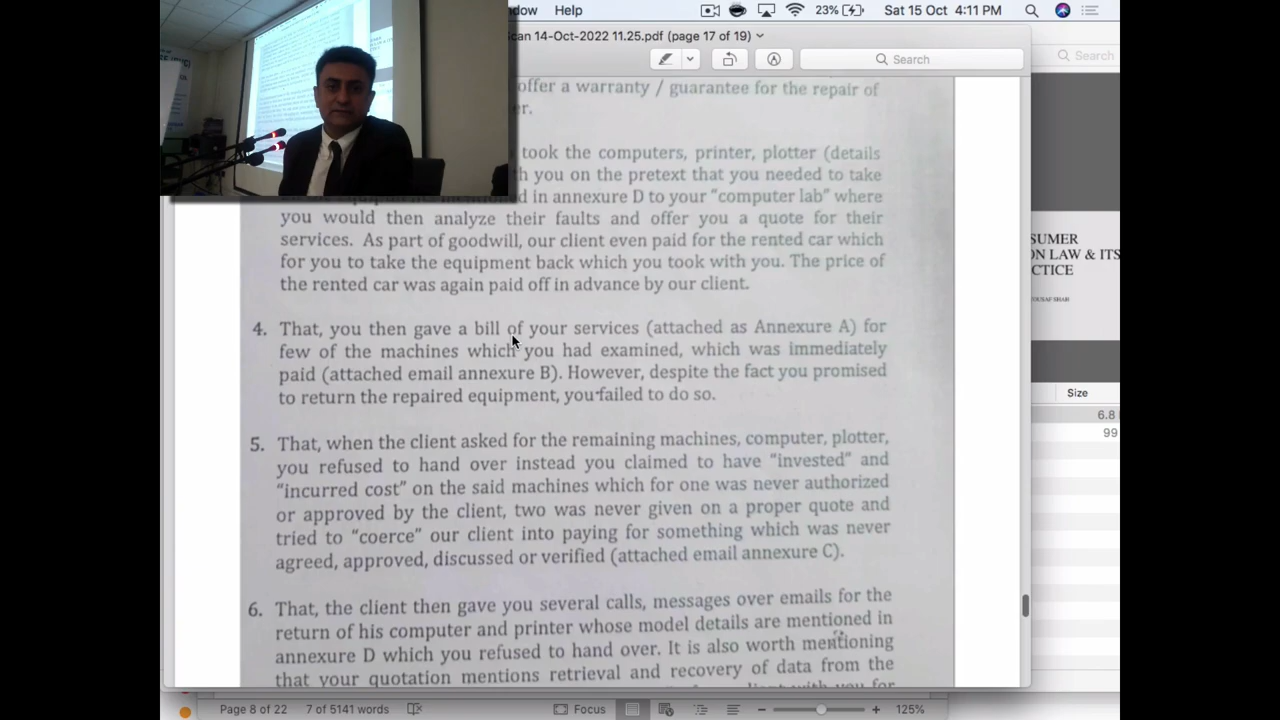 ndow Help 23% Sat 15 Oct 4:11 PM
can 14-Oct-2022 11.25.pdf (page 17 of 19)
Search
Search
offer a warranty / guarantee for the repair of
er.
took the computers, printer, plotter (details
h you on the pretext that you needed to take
d in annexure D to your "computer lab" where
you would then analyze their faults and offer you a quote for their
services. As part of goodwill, our client even paid for the rented car which
for you to take the equipment back which you took with you. The price of
the rented car was again paid off in advance by our client.
4. That, you then gave a bill of your services (attached as Annexure A) for
few of the machines which you had examined, which was immediately
paid (attached email annexure B). However, despite the fact you promised
to return the repaired equipment, you failed to do so.
5. That, when the client asked for the remaining machines, computer, plotter,
you refused to hand over instead you claimed to have "invested" and
"incurred cost" on the said machines which for one was never authorized
or approved by the client, two was never given on a proper quote and
tried to "coerce" our client into paying for something which was never
agreed, approved, discussed or verified (attached email annexure C).
6. That, the client then gave you several calls, messages over emails for the
return of his computer and printer whose model details are mentioned in
annexure D which you refused to hand over. It is also worth mentioning
that your quotation mentions retrieval and recovery of data from the
with you for
SUMER
ON LAW & ITS
CTICE
OUSAF SHAH
Size
6.8
99
Page 8 of 22 7 of 5141 words Focus 125%